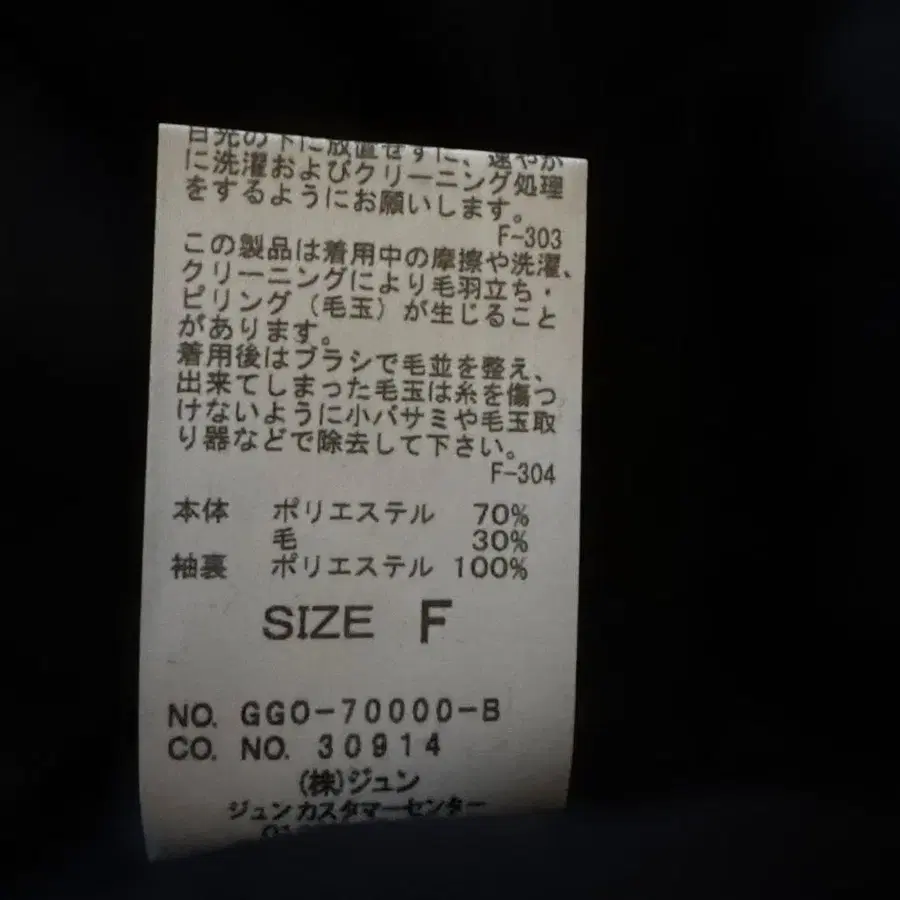 日光の下に放置せずに、速やか
に洗濯およびクリーニング処理
をするようにお願いします。
F-303
この製品は着用中の摩擦や洗濯、
クリーニングにより毛羽立ち・
ピリング（毛玉）が生じること
があります。
着用後はブラシで毛並を整え、
出来てしまった毛玉は糸を傷つ
けないように小バサミや毛玉取
り器などで除去して下さい。
F-304
本体 ポリエステル 70%
毛 30%
袖裏 ポリエステル 100%
SIZE F
NO. GGO-70000-B
CO. NO. 30914
(株)ジュン
ジュンカスタマーセンター